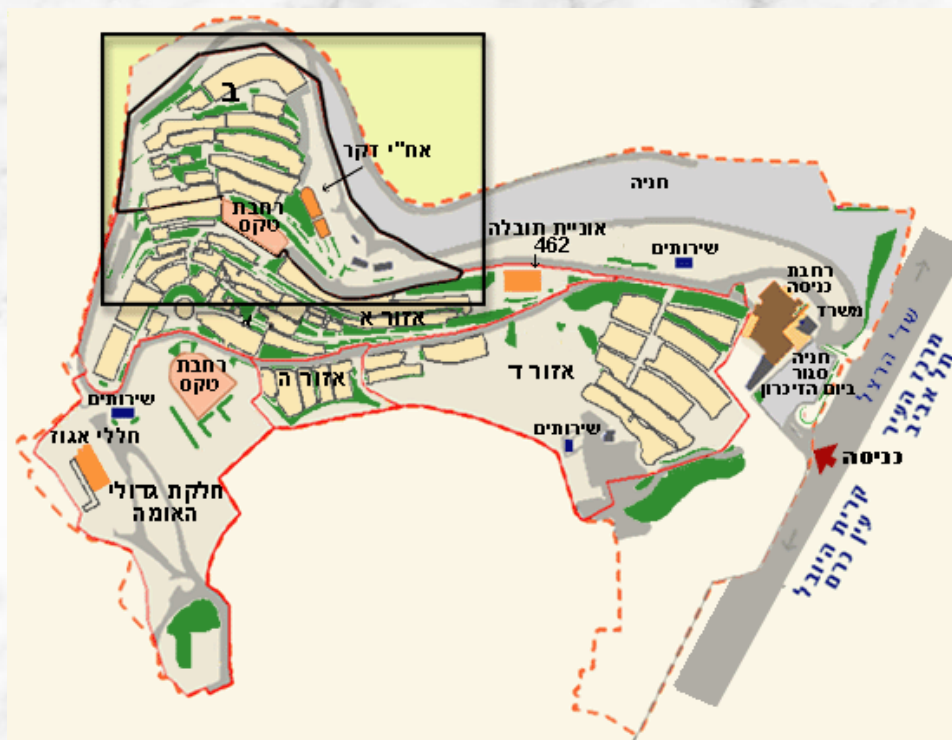 ב
אח"י דקר
רחבת
טקס
חניה
אוניית תובלה
462
שירותים
רחבת
כניסה
משרד
חניה
סגור
ביום הזיכרון
שד' הרצל
מרכז העיר
תל אביב
כניסה
קרית היובל
עין כרם
אזור א
ג
אזור ד
אזור ה
רחבת
טקס
שירותים
שירותים
חללי אגוז
חלקת גדולי
האומה